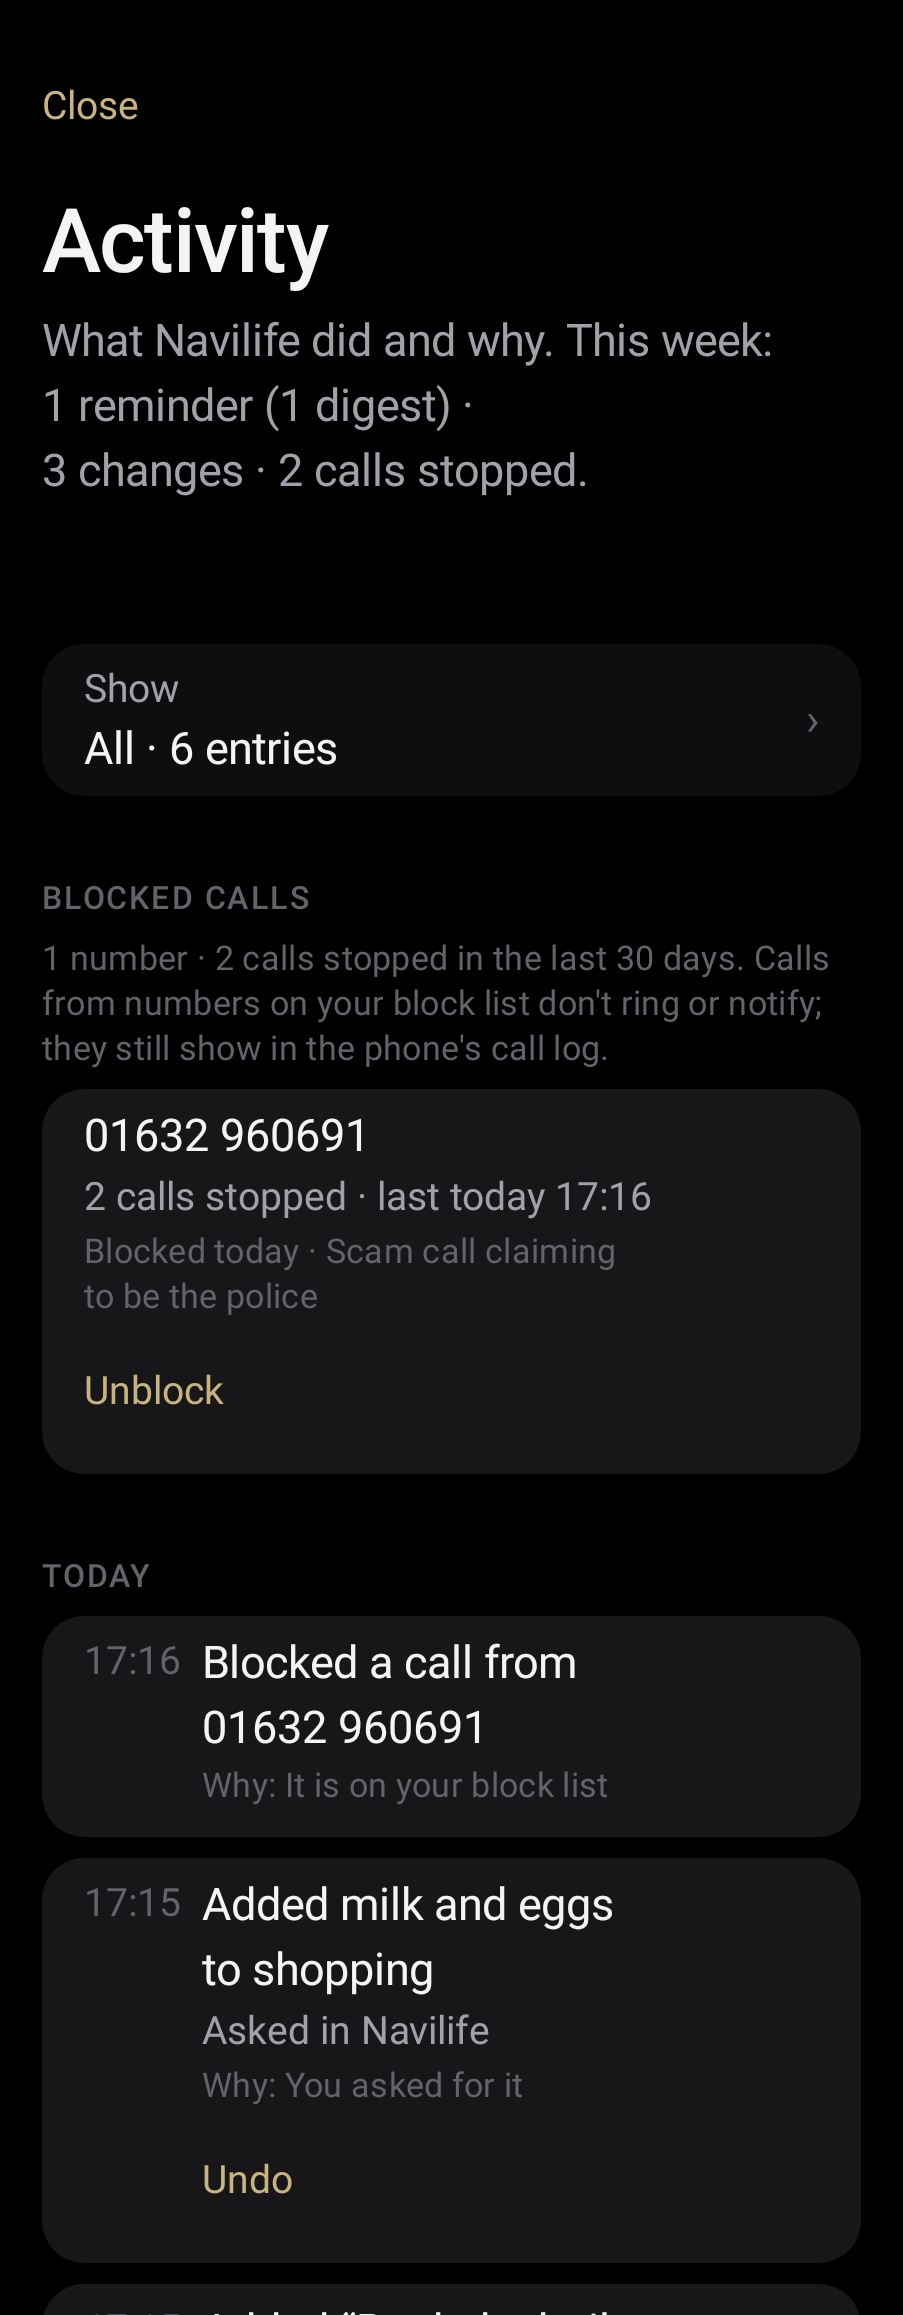 Close
Activity
What Navilife did and why. This week:
1 reminder (1 digest) ·
3 changes · 2 calls stopped.
Show
All · 6 entries
›
BLOCKED CALLS
1 number · 2 calls stopped in the last 30 days. Calls
from numbers on your block list don't ring or notify;
they still show in the phone's call log.
01632 960691
2 calls stopped · last today 17:16
Blocked today · Scam call claiming
to be the police
Unblock
TODAY
17:16 Blocked a call from
01632 960691
Why: It is on your block list
17:15 Added milk and eggs
to shopping
Asked in Navilife
Why: You asked for it
Undo